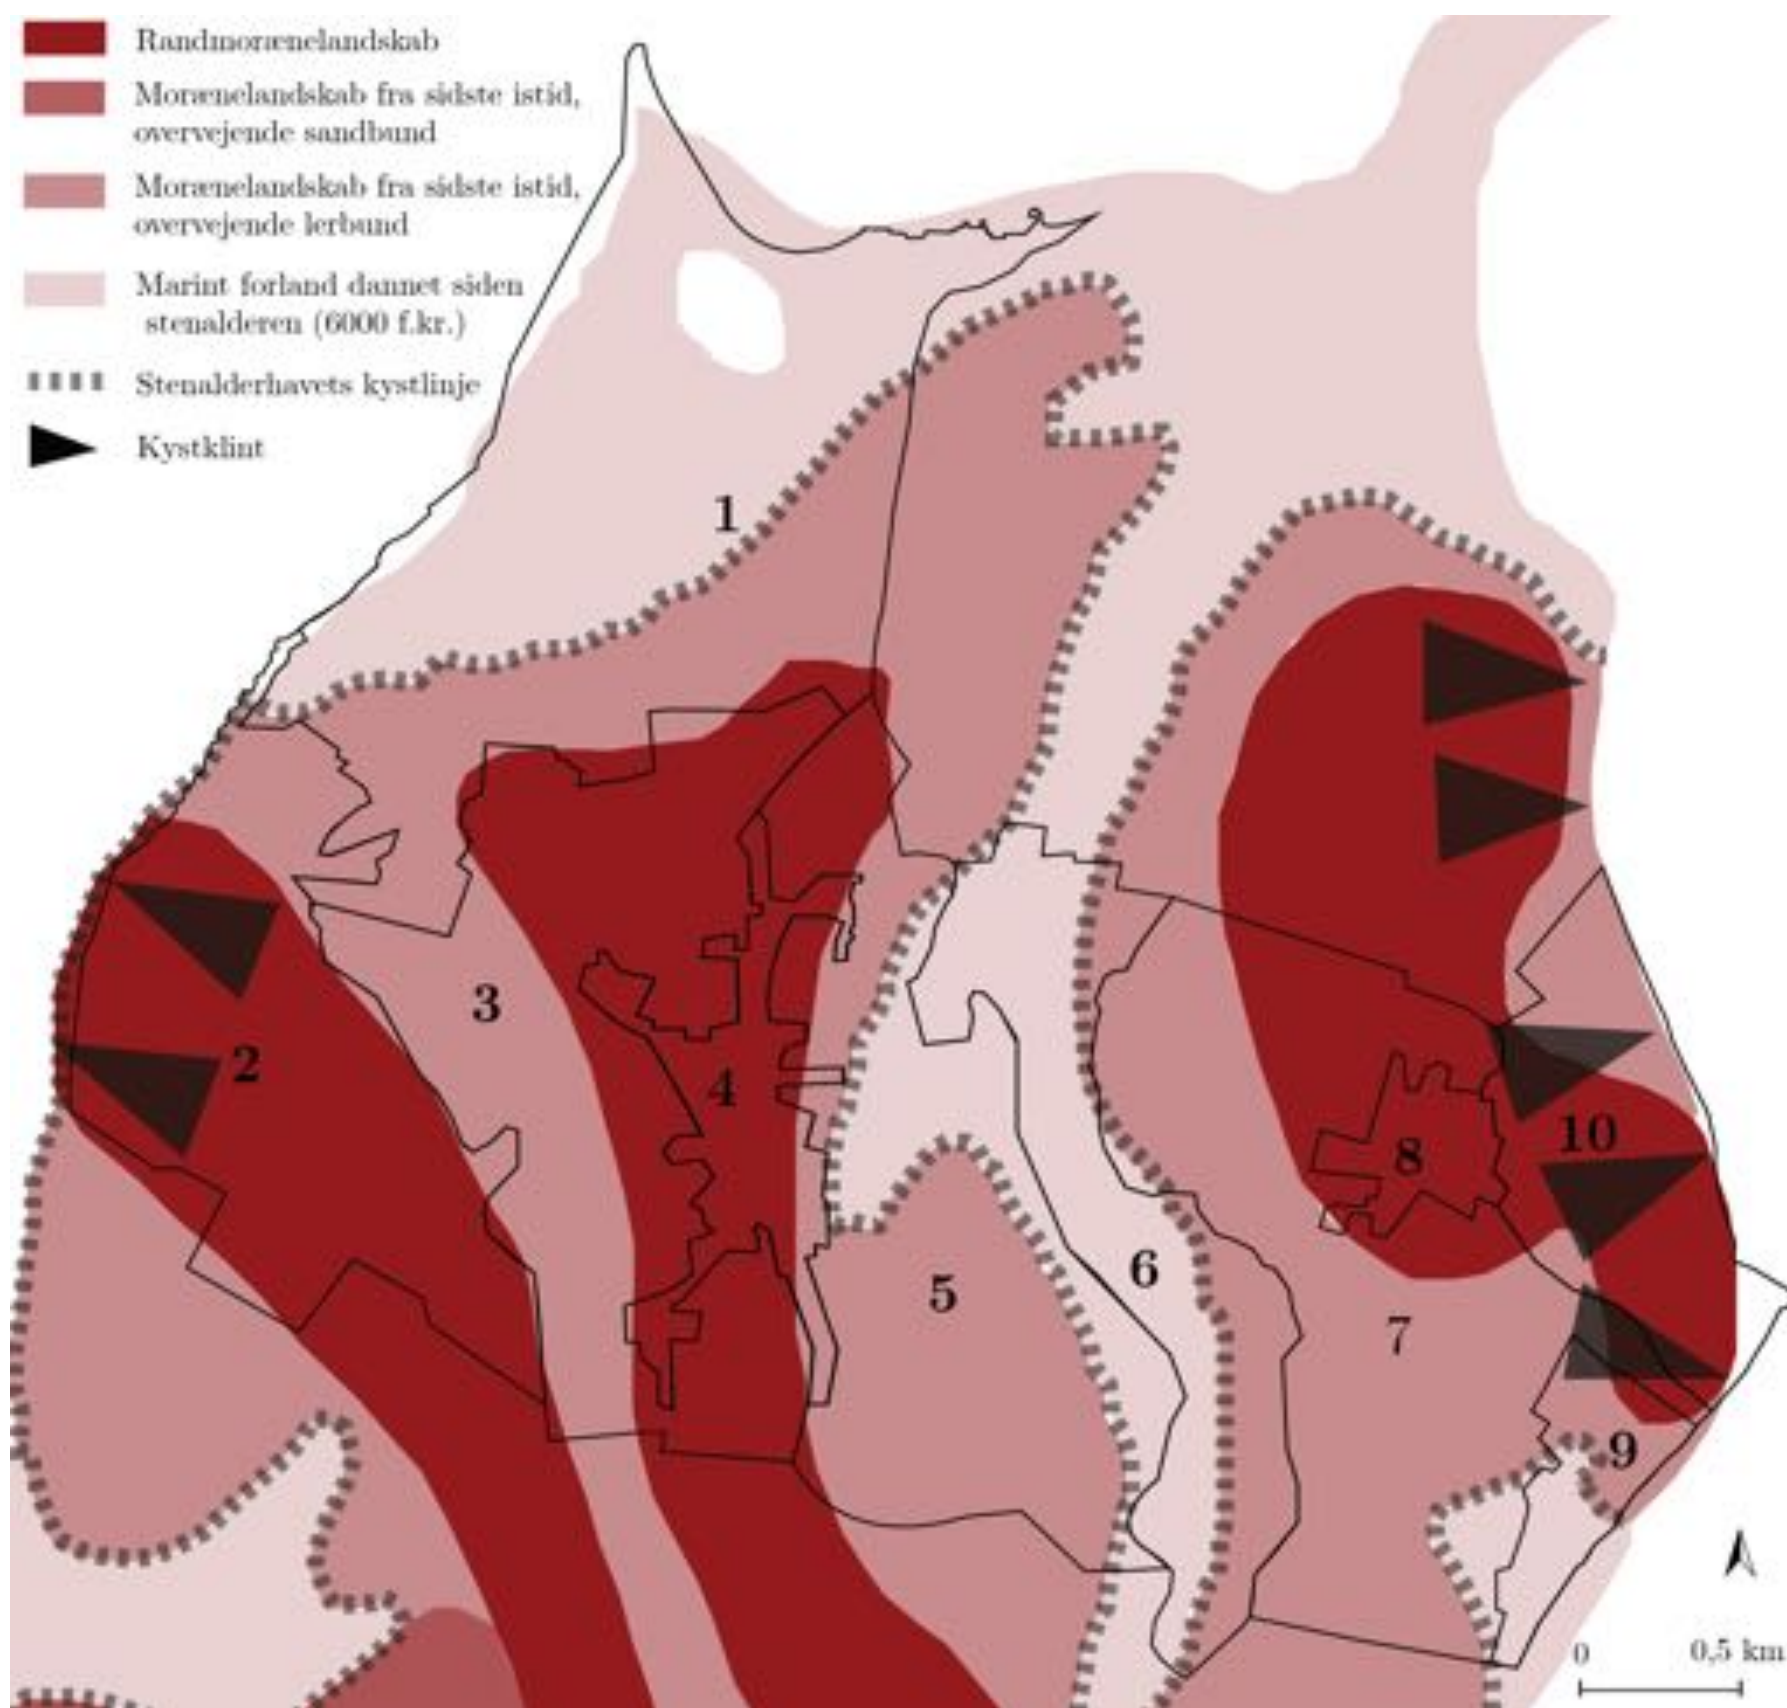 Randmorænelandskab
Morænelandskab fra sidste istid,
overvejende sandbund
Morænelandskab fra sidste istid,
overvejende lerbund
Marint forland dannet siden
stenalderen (6000 f.kr.)
Stenalderhavets kystlinje
Kystklint
1
2
3
4
5
6
7
8
10
9
0
0,5 km